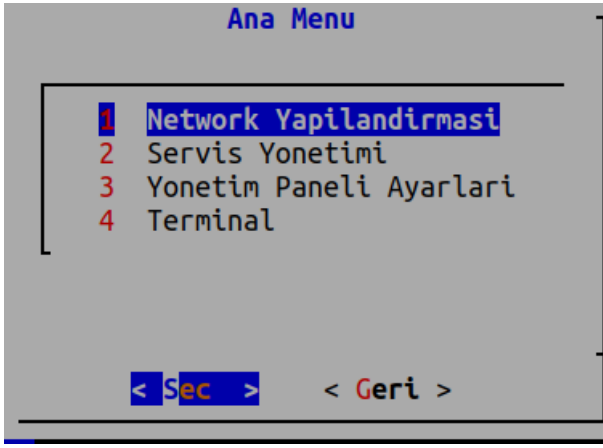 Ana Menu
1 Network Yapilandirmasi
2 Servis Yonetimi
3 Yonetim Paneli Ayarlari
4 Terminal
< Sec > < Geri >